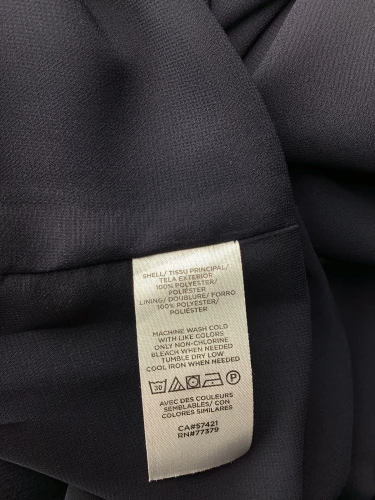 SHELL/ TISSU PRINCIPAL/
TELA EXTERIOR
100% POLYESTER/
POLIÉSTER
LINING/ DOUBLURE/ FORRO
100% POLYESTER/
POLIÉSTER
MACHINE WASH COLD
WITH LIKE COLORS
ONLY NON-CHLORINE
BLEACH WHEN NEEDED
TUMBLE DRY LOW
COOL IRON WHEN NEEDED
30 P
AVEC DES COULEURS
SEMBLABLES/ CON
COLORES SIMILARES
CA#57421
RN#77379